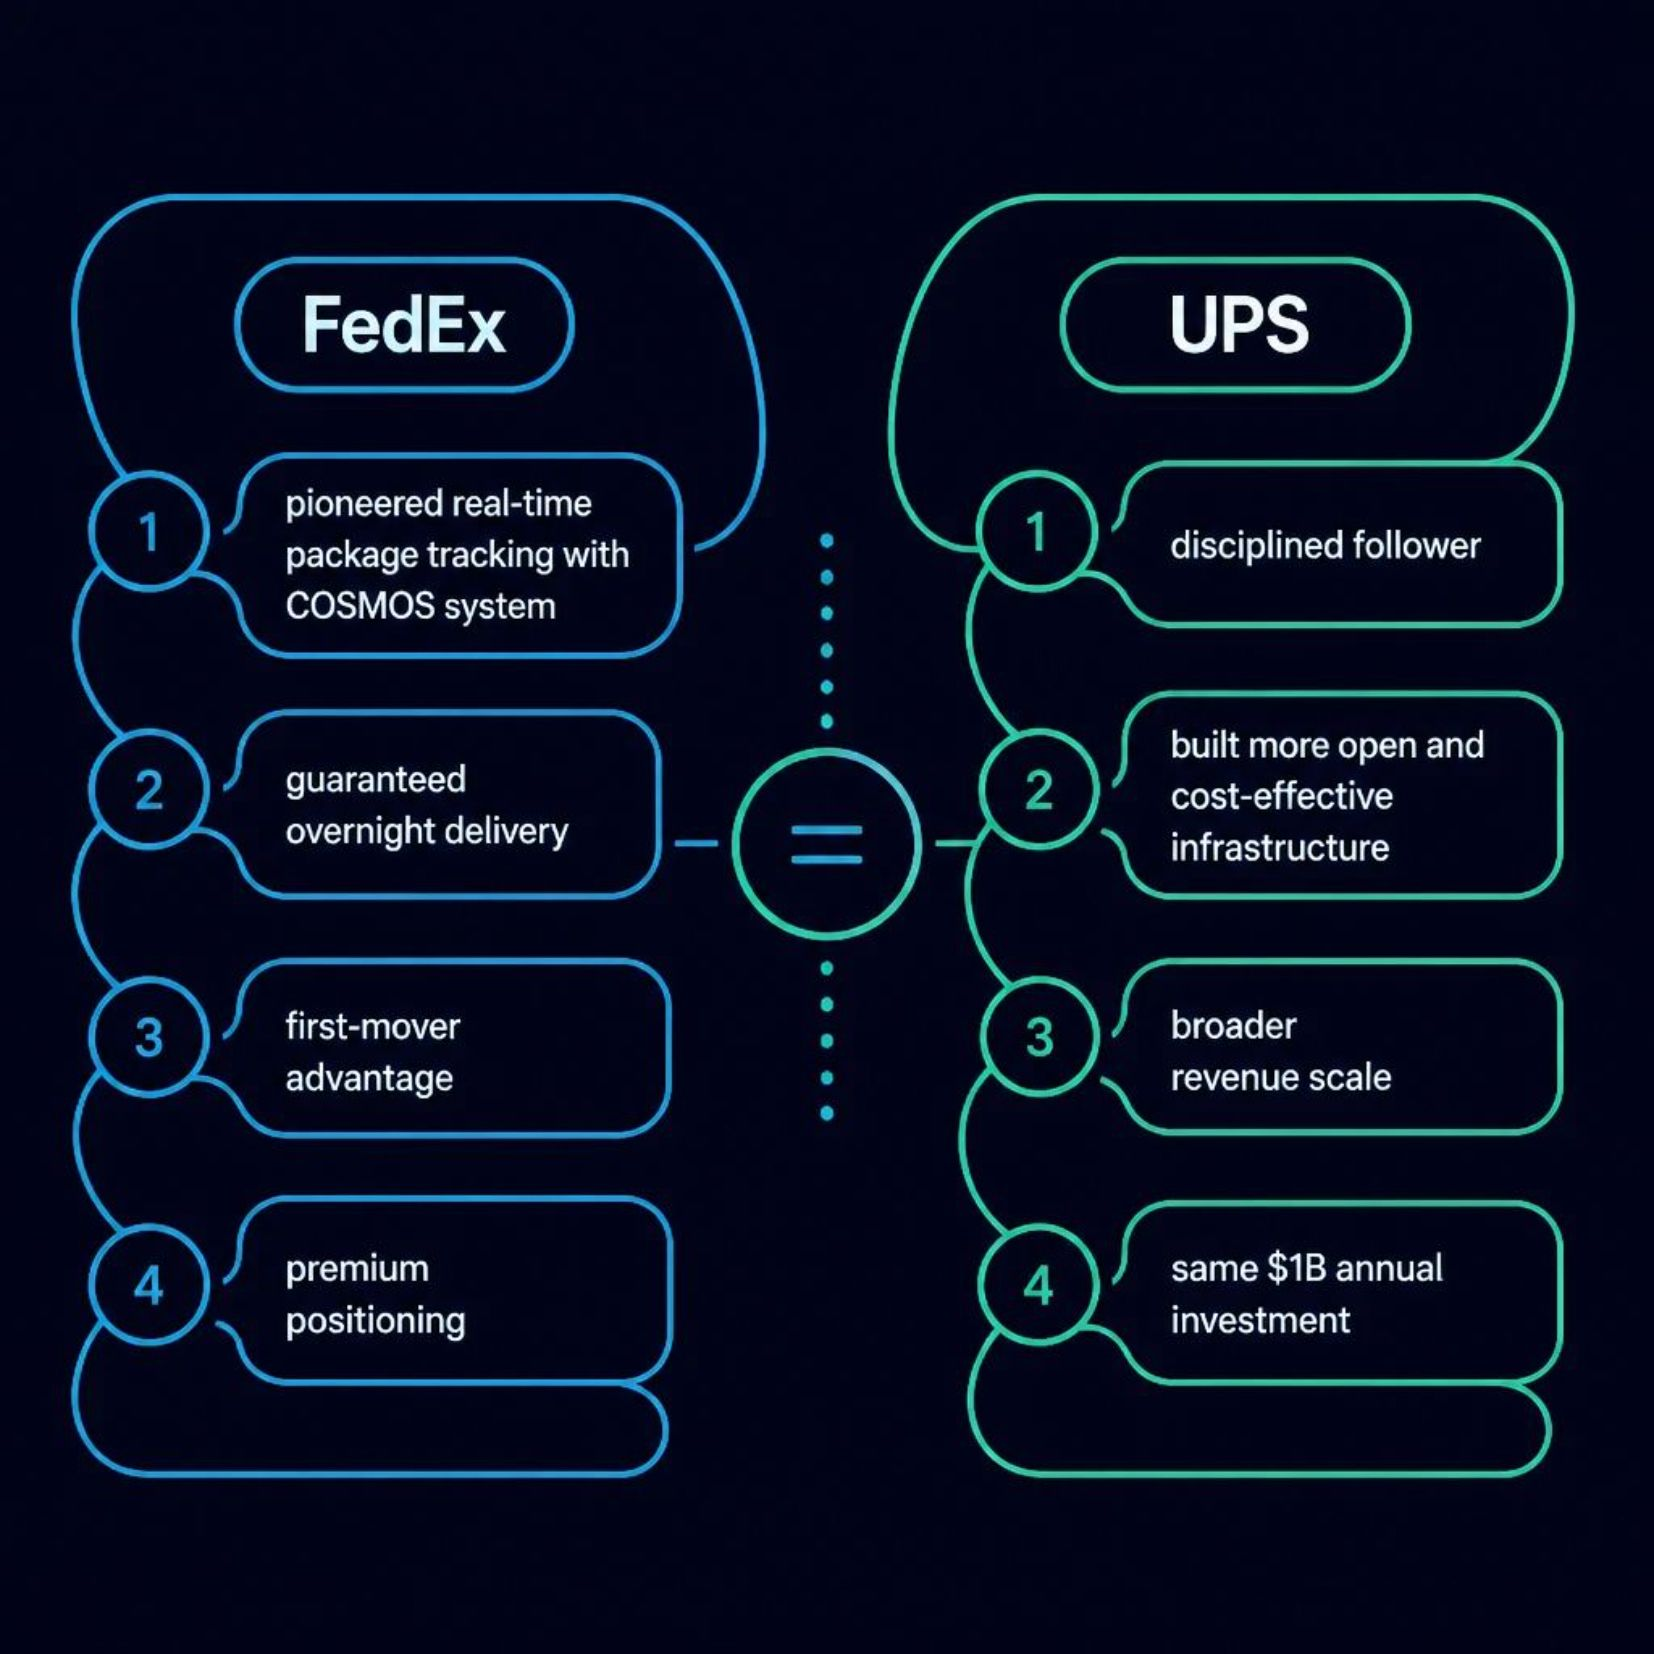 FedEx
1
pioneered real-time
package tracking with
COSMOS system
2
guaranteed
overnight delivery
3
first-mover
advantage
4
premium
positioning
=
UPS
1
disciplined follower
2
built more open and
cost-effective
infrastructure
3
broader
revenue scale
4
same $1B annual
investment